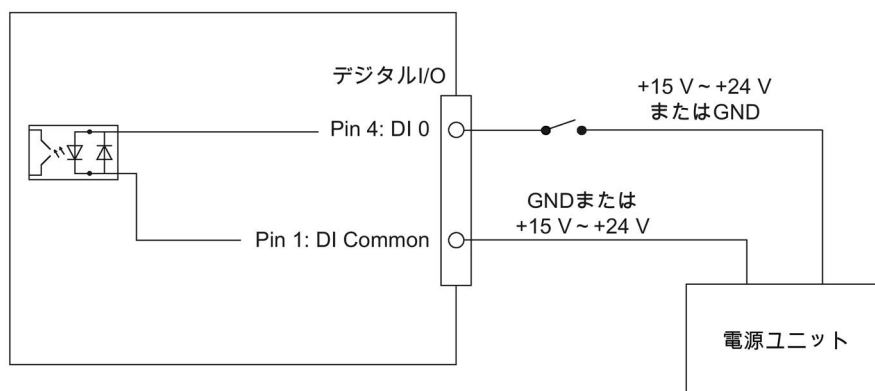 デジタルI/O
+15 V～+24 V
またはGND
Pin 4: DI 0
GNDまたは
+15 V～+24 V
Pin 1: DI Common
電源ユニット